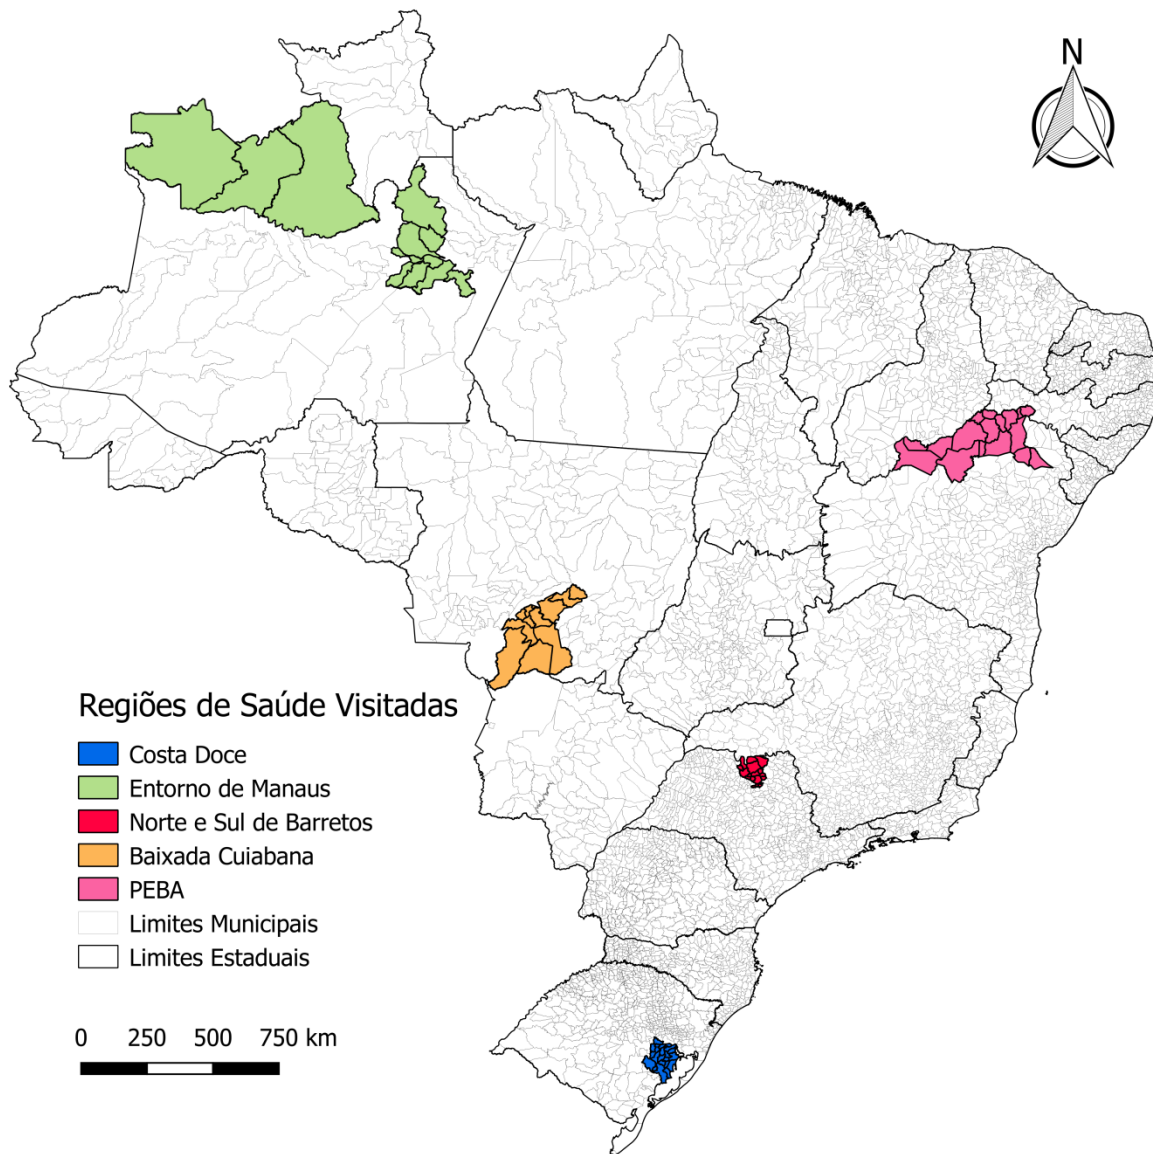 N
Regiões de Saúde Visitadas
Costa Doce
Entorno de Manaus
Norte e Sul de Barretos
Baixada Cuiabana
PEBA
Limites Municipais
Limites Estaduais
0 250 500 750 km